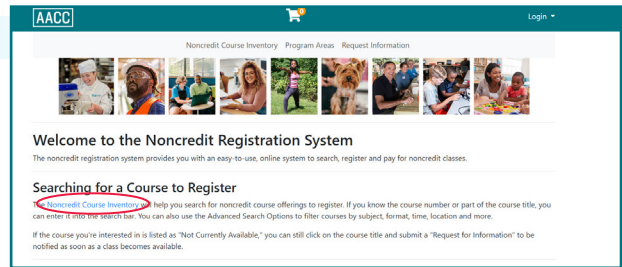 AACC
0
Login
Noncredit Course Inventory Program Areas Request Information
Welcome to the Noncredit Registration System
The noncredit registration system provides you with an easy-to-use, online system to search, register and pay for noncredit classes.
Searching for a Course to Register
The Noncredit Course Inventory will help you search for noncredit course offerings to register. If you know the course number or part of the course title, you
can enter it into the search bar. You can also use the Advanced Search Options to filter courses by subject, format, time, location and more.
If the course you're interested in is listed as "Not Currently Available," you can still click on the course title and submit a "Request for Information" to be
notified as soon as a class becomes available.